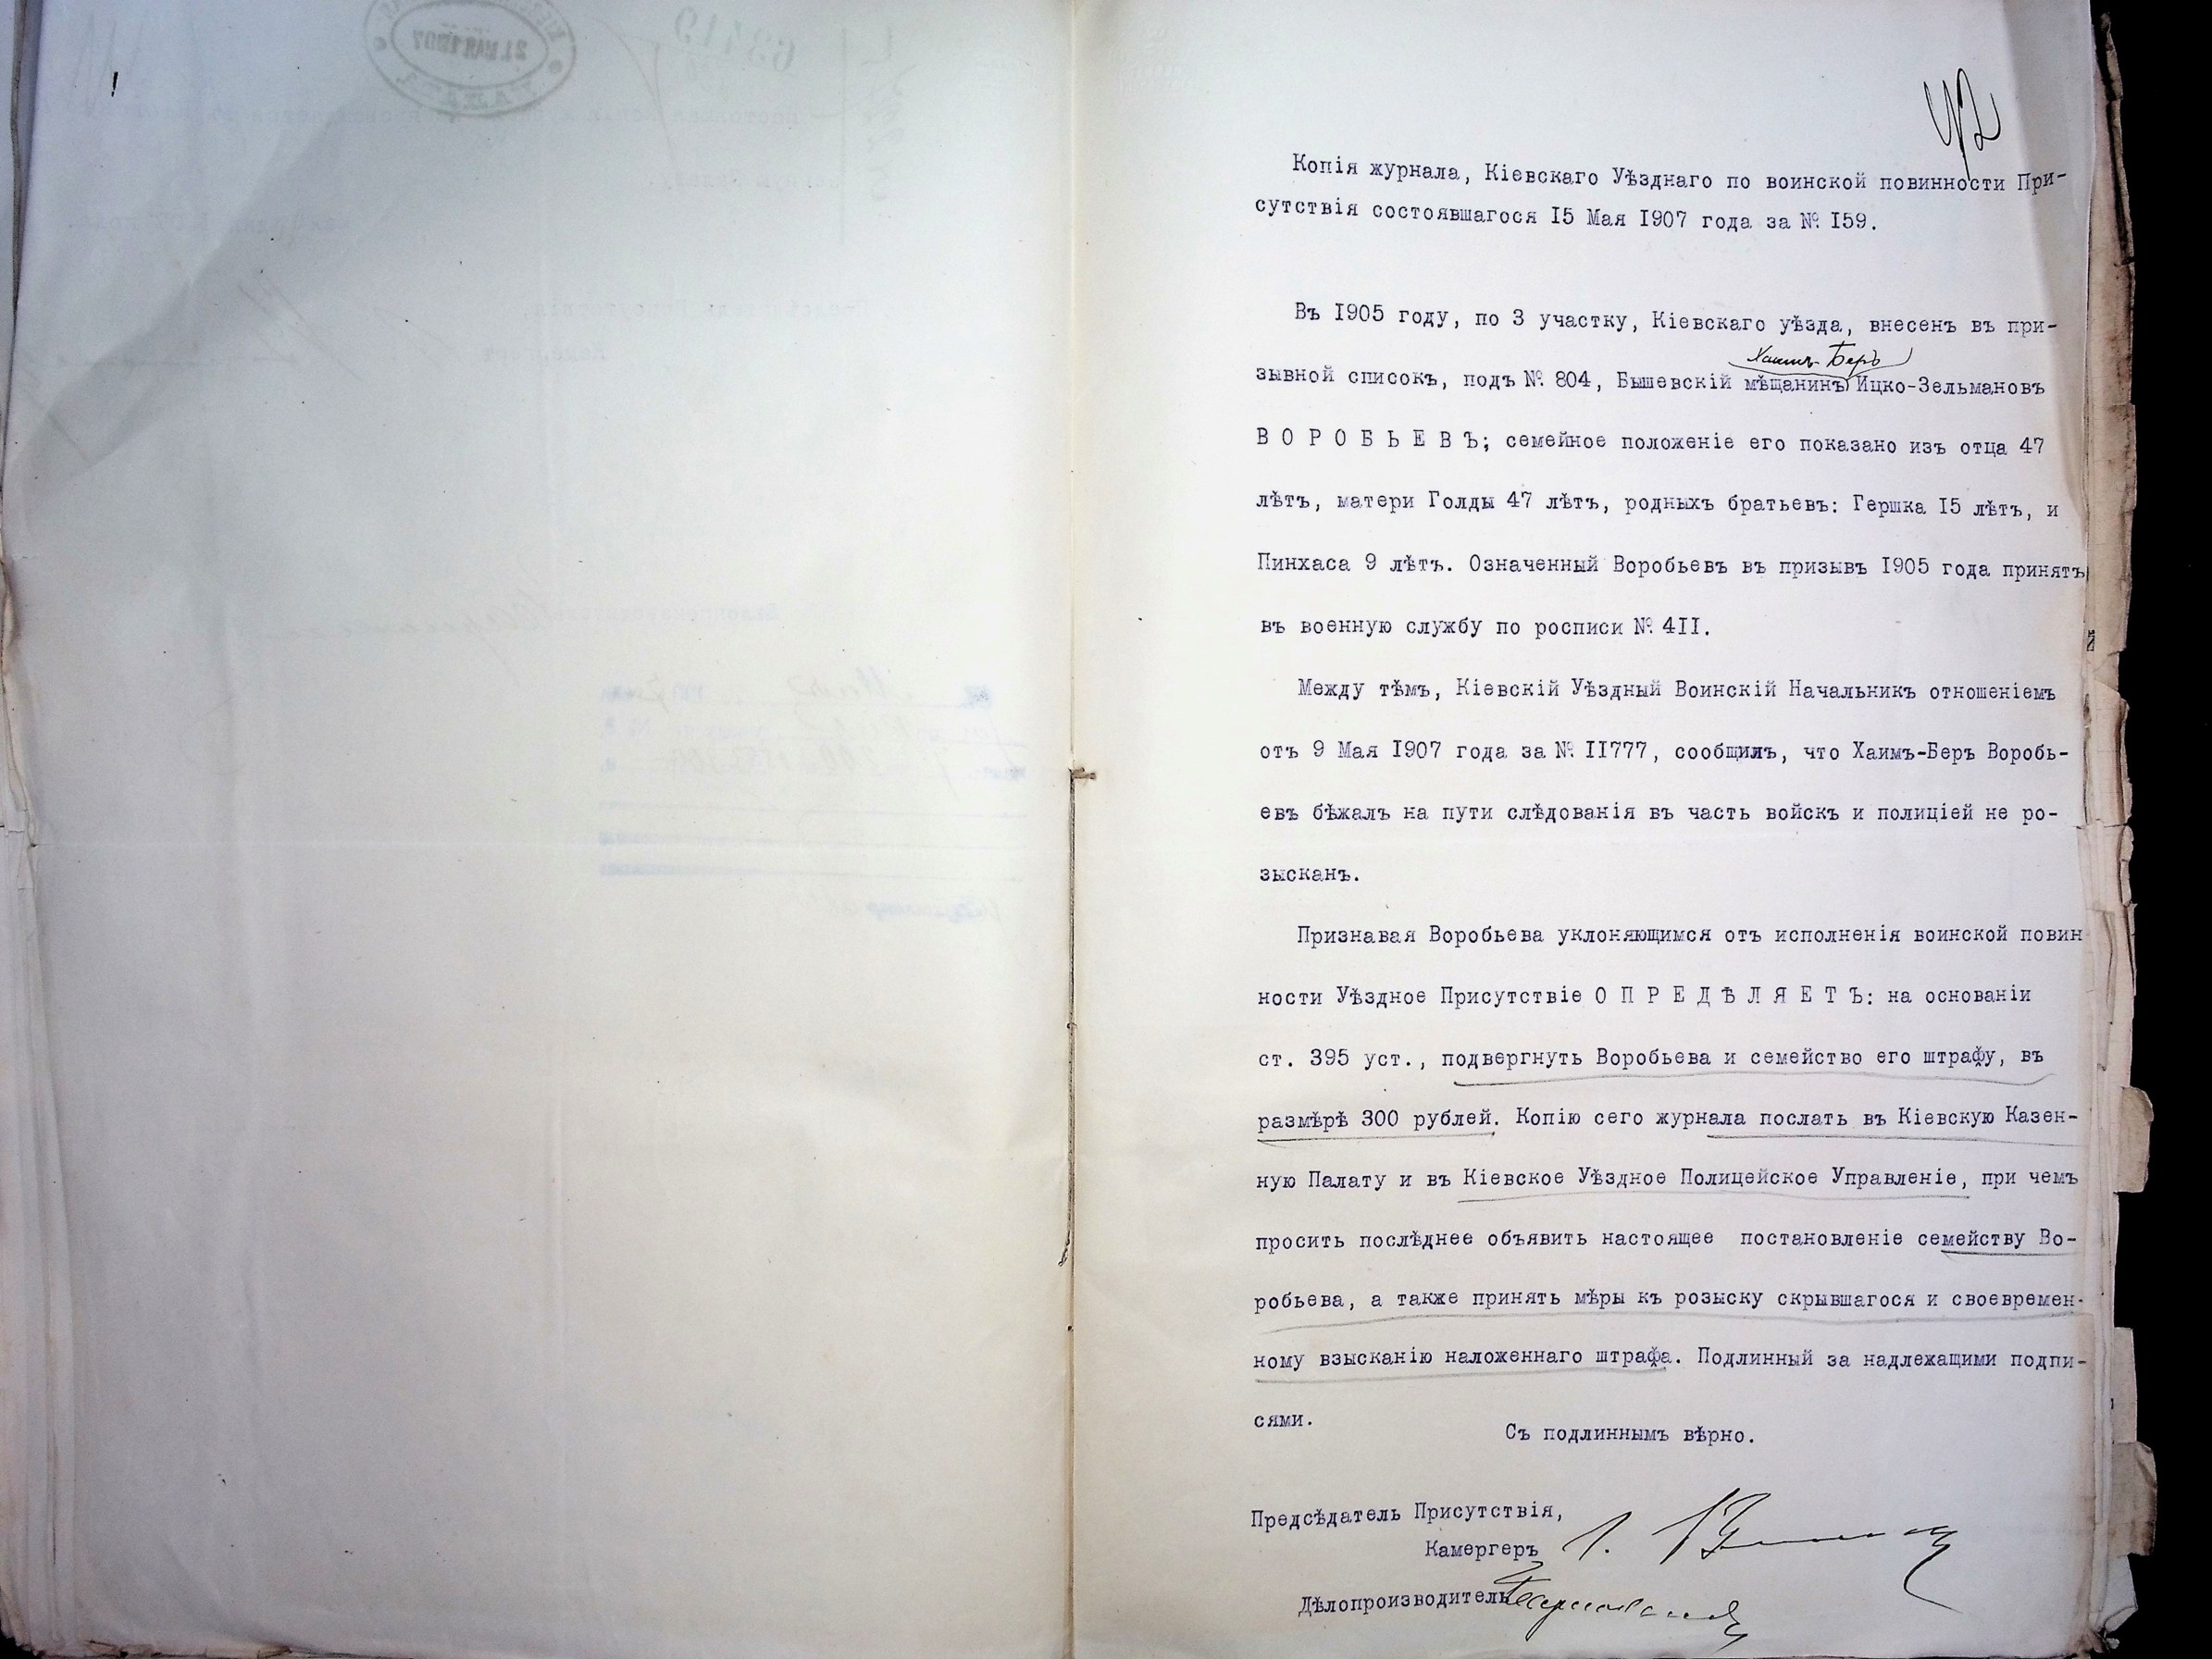 42
Копія журнала, Кіевскаго Уѣзднаго по воинской повинности При-
сутствія состоявшагося I5 Мая I907 года за № I59.
Въ I905 году, по 3 участку, Кіевскаго уѣзда, внесенъ въ при-
Хаимъ-Беръ
зывной списокъ, подъ № 804, Бышевскій мѣщанинъ Ицко-Зельмановъ
В О Р О Б Ь Е В Ъ; семейное положеніе его показано изъ отца 47
лѣтъ, матери Голды 47 лѣтъ, родныхъ братьевъ: Гершка I5 лѣтъ, и
Пинхаса 9 лѣтъ. Означенный Воробьевъ въ призывъ I905 года принятъ
въ военную службу по росписи № 4II.
Между тѣмъ, Кіевскій Уѣздный Воинскій Начальникъ отношеніемъ
отъ 9 Мая I907 года за № II777, сообщилъ, что Хаимъ-Беръ Воробь-
евъ бѣжалъ на пути слѣдованія въ часть войскъ и полиціей не ро-
зысканъ.
Признавая Воробьева уклоняющимся отъ исполненія воинской повин
ности Уѣздное Присутствіе О П Р Е Д Ѣ Л Я Е Т Ъ: на основаніи
ст. 395 уст., подвергнуть Воробьева и семейство его штрафу, въ
размѣрѣ 300 рублей. Копію сего журнала послать въ Кіевскую Казен-
ную Палату и въ Кіевское Уѣздное Полицейское Управленіе, при чемъ
просить послѣднее объявить настоящее постановленіе семейству Во-
робьева, а также принять мѣры къ розыску скрывшагося и своевремен-
ному взысканію наложеннаго штрафа. Подлинный за надлежащими подпи-
сями.
Съ подлиннымъ вѣрно.
Предсѣдатель Присутствія,
Камергеръ
Дѣлопроизводитель